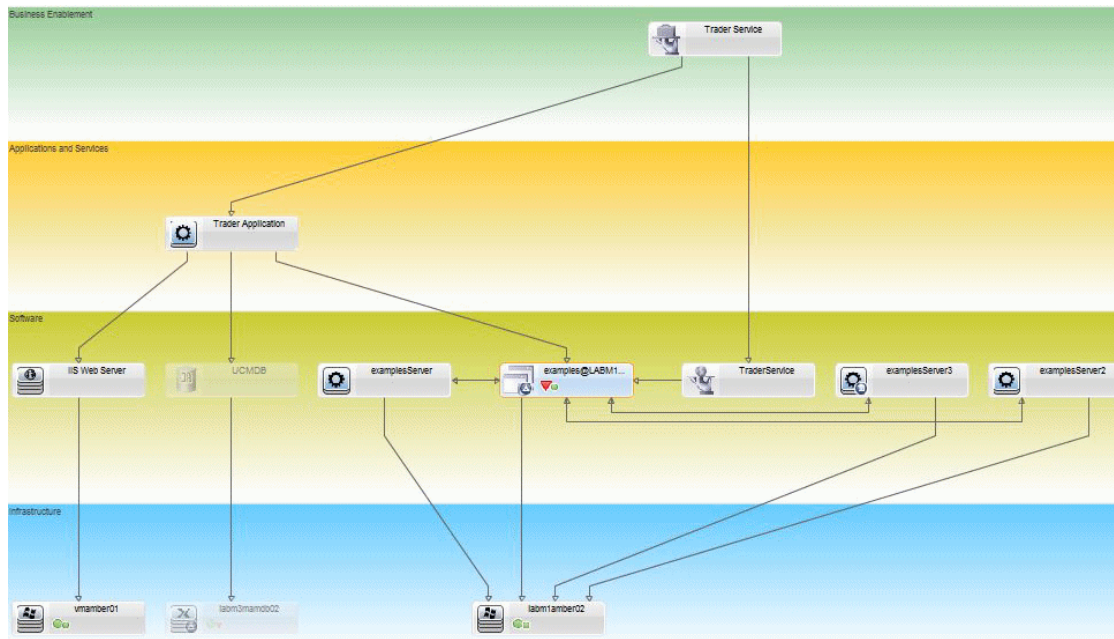 Business Enablement
Trader Service
Applications and Services
Trader Application
Software
IIS Web Server
UCMDB
examplesServer
examples@LABM1...
TraderService
examplesServer3
examplesServer2
Infrastructure
vmamber01
labm3mamdb02
labm1amber02